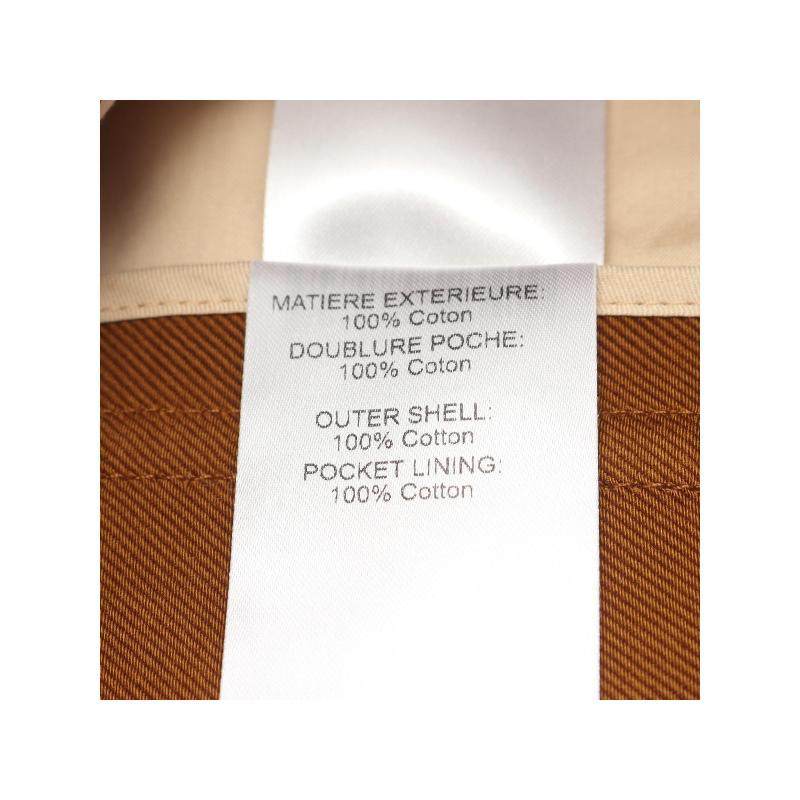 MATIERE EXTERIEURE:
100% Coton
DOUBLURE POCHE:
100% Coton
OUTER SHELL:
100% Cotton
POCKET LINING:
100% Cotton